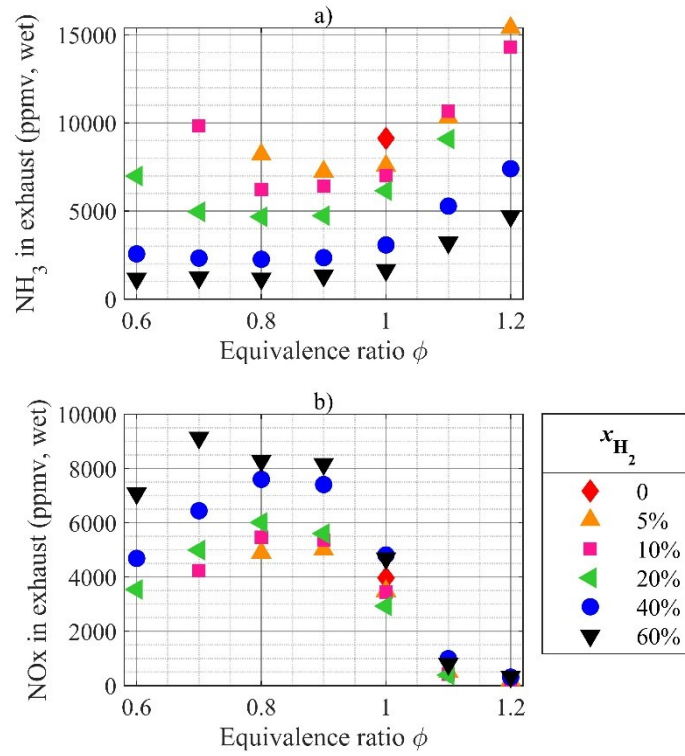 a)
15000
10000
5000
0
NH3 in exhaust (ppmv, wet)
0.6 0.8 1 1.2
Equivalence ratio ϕ
b)
10000
8000
6000
4000
2000
0
NOx in exhaust (ppmv, wet)
0.6 0.8 1 1.2
Equivalence ratio ϕ
xH2
0
5%
10%
20%
40%
60%